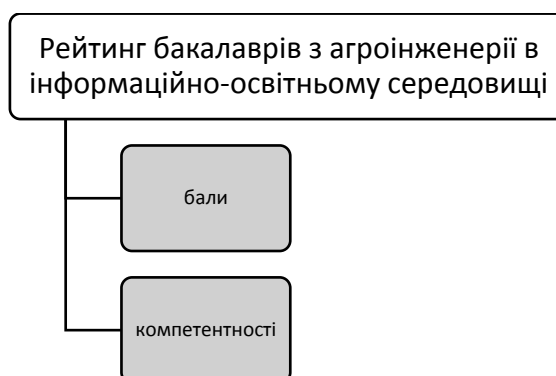 Рейтинг бакалаврів з агроінженерії в
інформаційно-освітньому середовищі
бали
компетентності